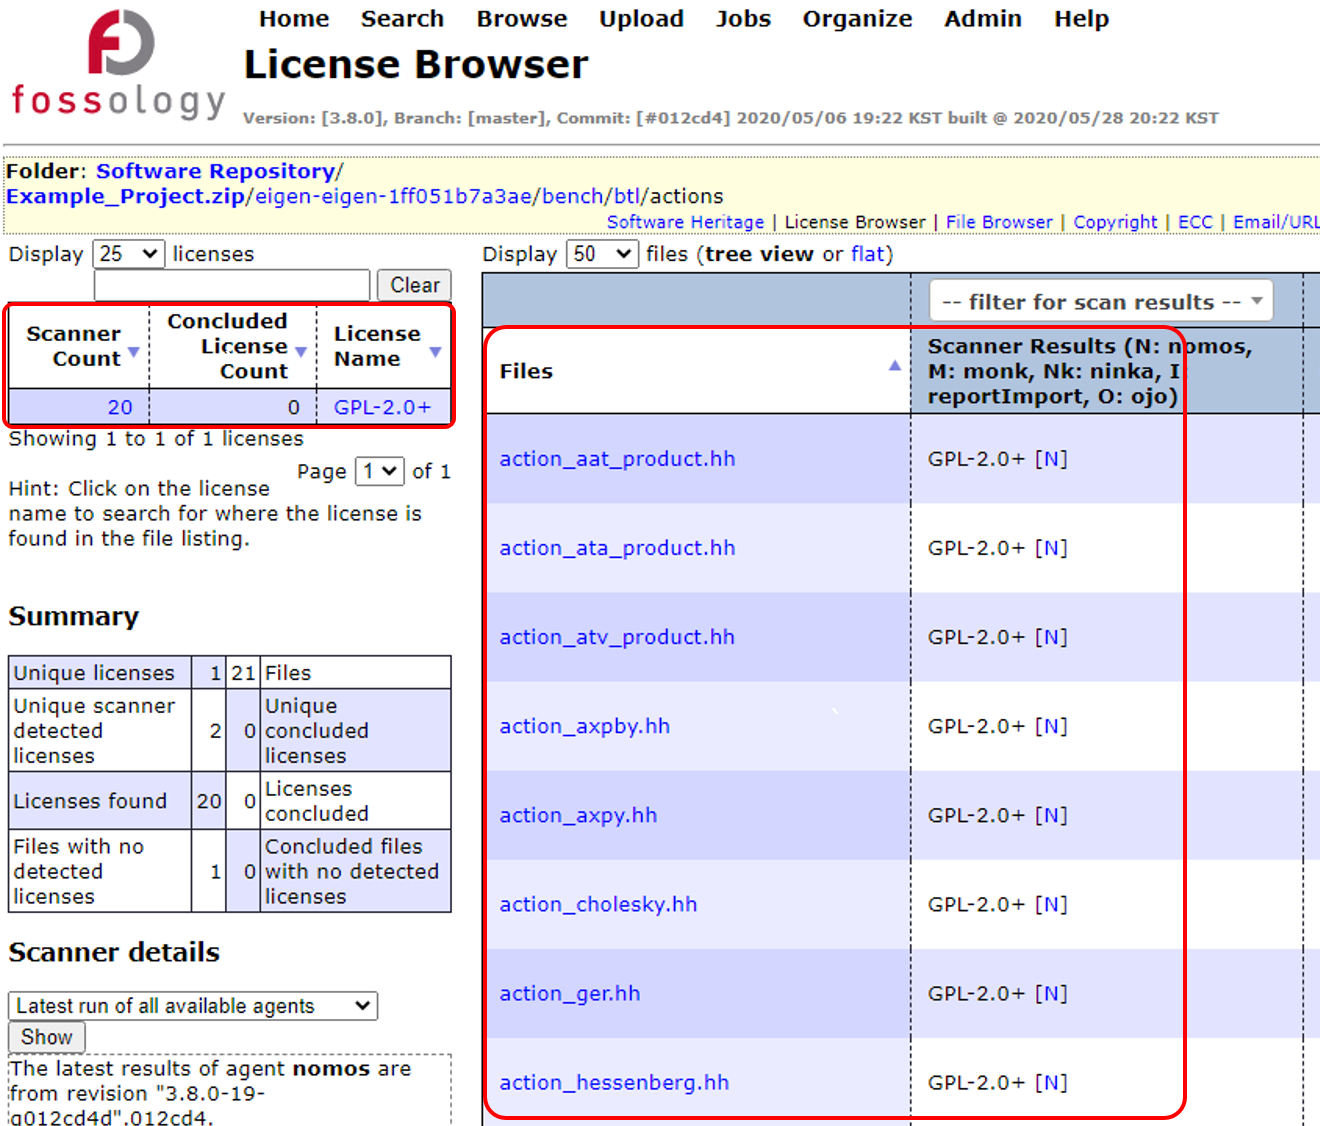 Home Search Browse Upload Jobs Organize Admin Help
fossology
License Browser
Version: [3.8.0], Branch: [master], Commit: [#012cd4] 2020/05/06 19:22 KST built @ 2020/05/28 20:22 KST
Folder: Software Repository/
Example_Project.zip/eigen-eigen-1ff051b7a3ae/bench/btl/actions
Software Heritage | License Browser | File Browser | Copyright | ECC | Email/URL
Display 25 licenses
Clear
Scanner Count Concluded License Count License Name
20 0 GPL-2.0+
Showing 1 to 1 of 1 licenses
Page 1 of 1
Hint: Click on the license
name to search for where the license is
found in the file listing.
Summary
Unique licenses 1 21 Files
Unique scanner detected licenses 2 0 Unique concluded licenses
Licenses found 20 0 Licenses concluded
Files with no detected licenses 1 0 Concluded files with no detected licenses
Scanner details
Latest run of all available agents
Show
The latest results of agent nomos are
from revision "3.8.0-19-
g012cd4d".012cd4.
Display 50 files (tree view or flat)
-- filter for scan results --
Files
Scanner Results (N: nomos,
M: monk, Nk: ninka, I:
reportImport, O: ojo)
action_aat_product.hh GPL-2.0+ [N]
action_ata_product.hh GPL-2.0+ [N]
action_atv_product.hh GPL-2.0+ [N]
action_axpby.hh GPL-2.0+ [N]
action_axpy.hh GPL-2.0+ [N]
action_cholesky.hh GPL-2.0+ [N]
action_ger.hh GPL-2.0+ [N]
action_hessenberg.hh GPL-2.0+ [N]